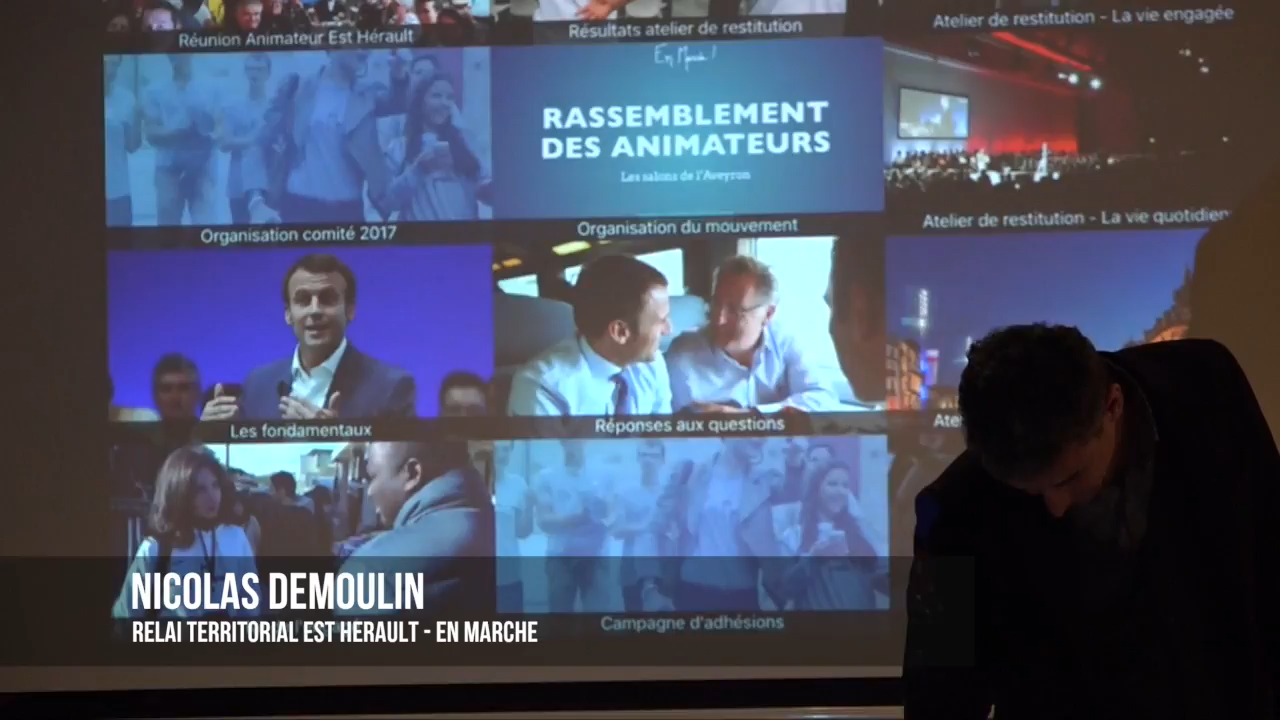 Réunion Animateur Est Hérault
Résultats atelier de restitution
Atelier de restitution - La vie engagée
En Marche !
RASSEMBLEMENT
DES ANIMATEURS
Les salons de l'Aveyron
Organisation comité 2017
Organisation du mouvement
Atelier de restitution - La vie quotidien
Les fondamentaux
Réponses aux questions
Ate
NICOLAS DEMOULIN
RELAI TERRITORIAL EST HERAULT - EN MARCHE
Campagne d'adhésions